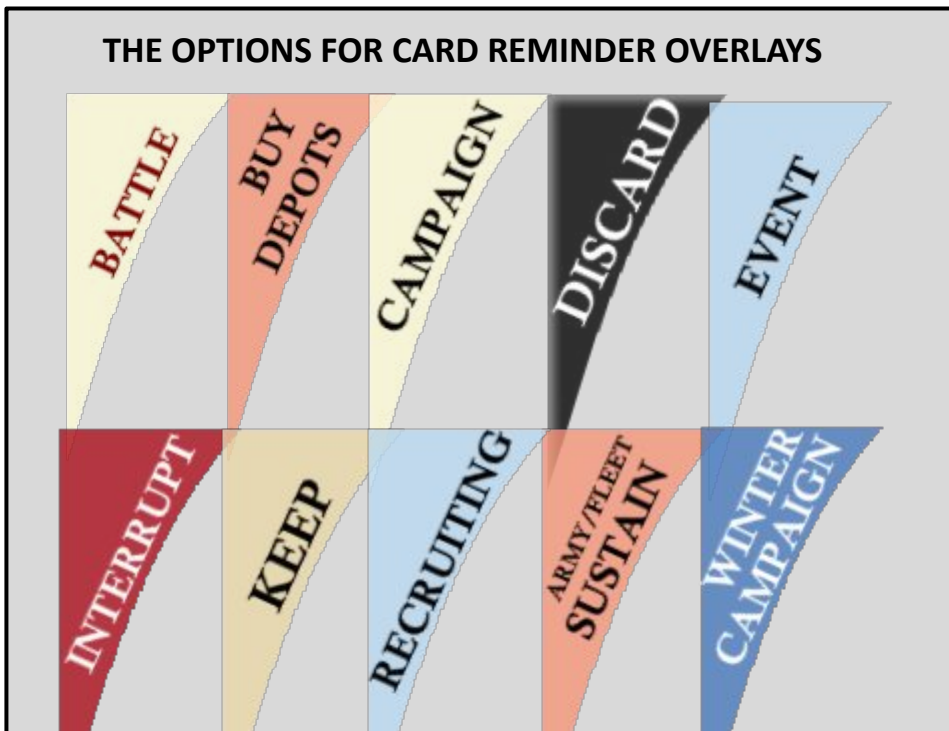 THE OPTIONS FOR CARD REMINDER OVERLAYS
BATTLE
BUY
DEPOTS
CAMPAIGN
DISCARD
EVENT
INTERRUPT
KEEP
RECRUITING
ARMY/FLEET
SUSTAIN
WINTER
CAMPAIGN